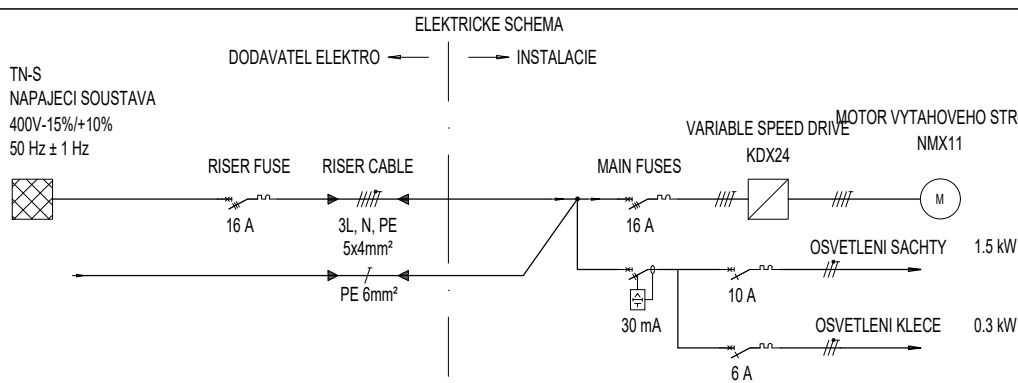 ELEKTRICKE SCHEMA
DODAVATEL ELEKTRO
INSTALACIE
TN-S
NAPAJECI SOUSTAVA
400V-15%/+10%
50 Hz ± 1 Hz
RISER FUSE
16 A
RISER CABLE
3L, N, PE
5x4mm²
PE 6mm²
MAIN FUSES
16 A
VARIABLE SPEED DRIVE
KDX24
MOTOR VYTAHOVEHO STR
NMX11
M
30 mA
OSVETLENI SACHTY 1.5 kW
10 A
OSVETLENI KLECE 0.3 kW
6 A